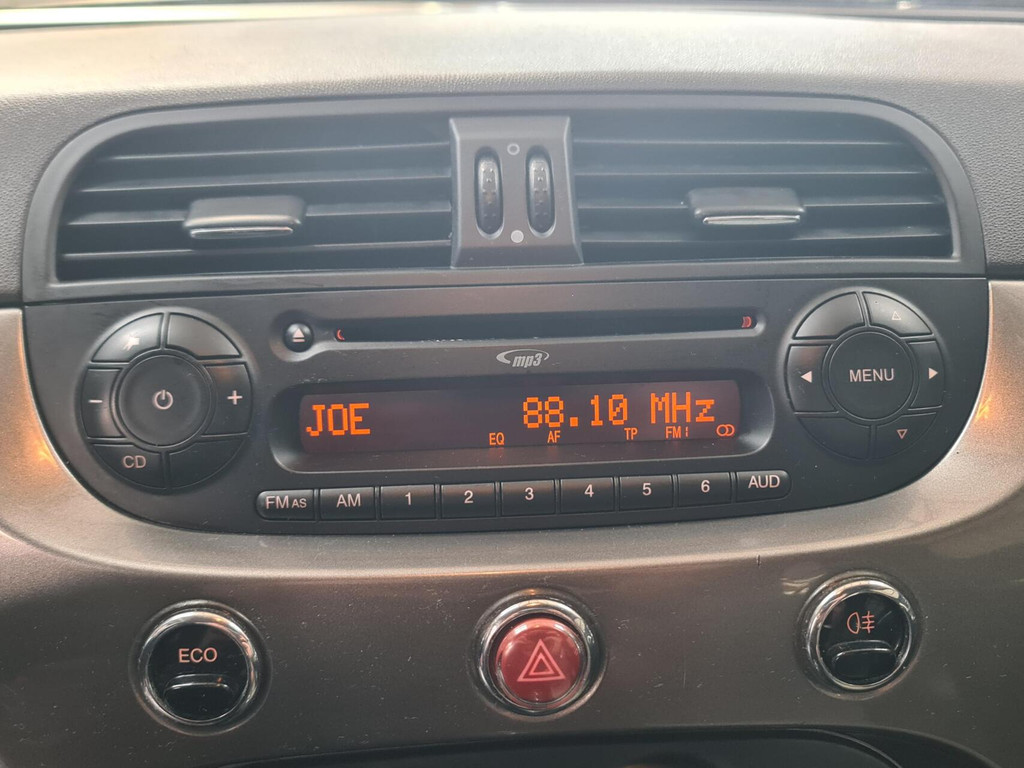 mp3
JOE 88.10 MHz
EQ AF TP FM1
MENU
CD
FM AS AM 1 2 3 4 5 6 AUD
ECO